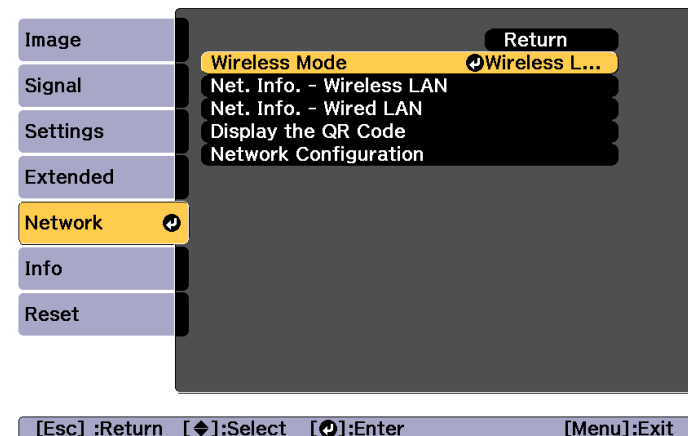 Image
Signal
Settings
Extended
Network
Info
Reset
Return
Wireless Mode Wireless L...
Net. Info. - Wireless LAN
Net. Info. - Wired LAN
Display the QR Code
Network Configuration
[Esc] :Return [◆]:Select [⏎]:Enter [Menu]:Exit